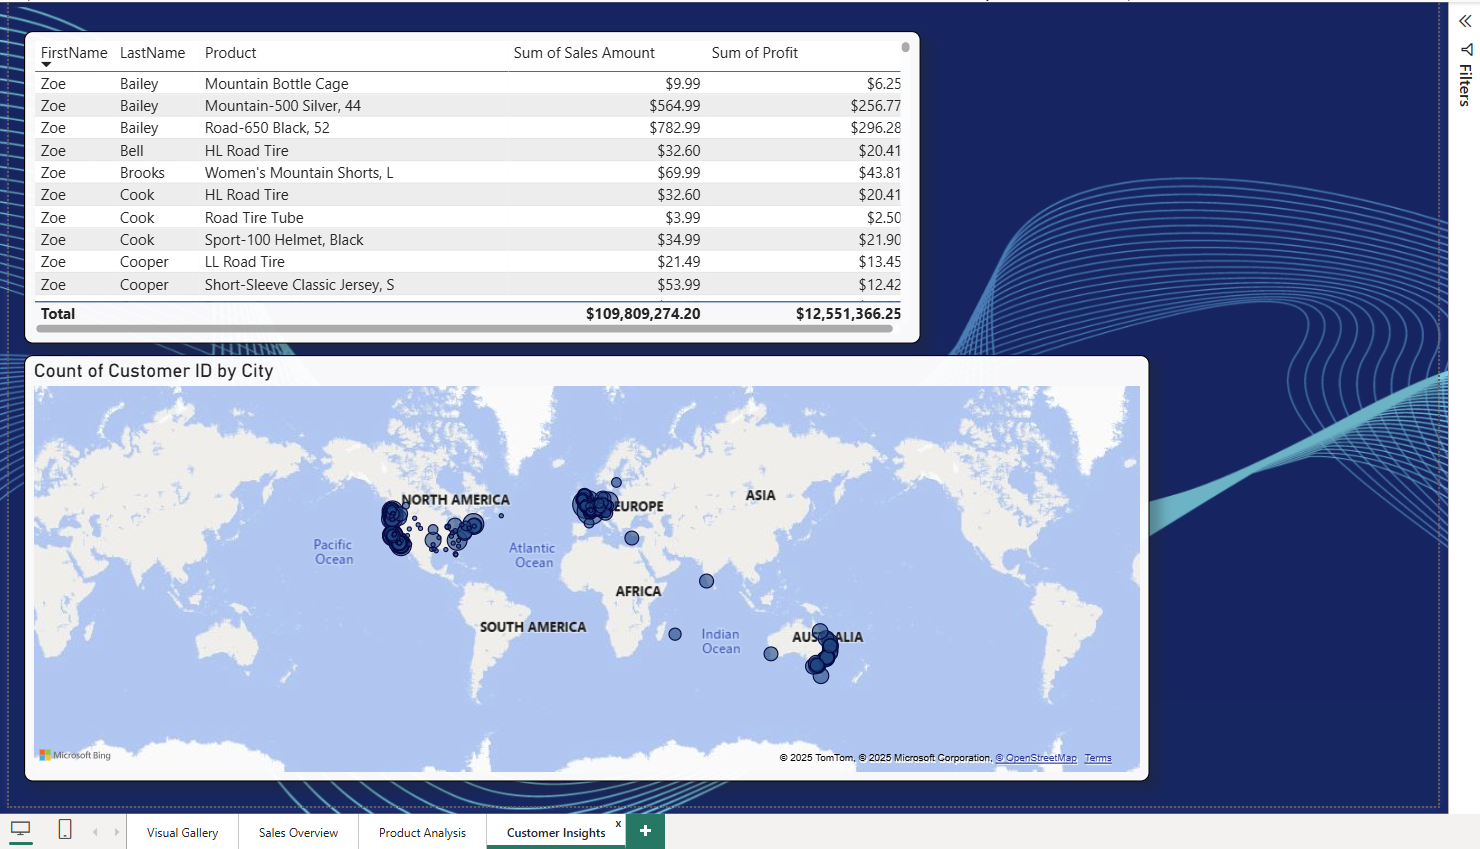 FirstName LastName Product Sum of Sales Amount Sum of Profit
Zoe Bailey Mountain Bottle Cage $9.99 $6.25
Zoe Bailey Mountain-500 Silver, 44 $564.99 $256.77
Zoe Bailey Road-650 Black, 52 $782.99 $296.28
Zoe Bell HL Road Tire $32.60 $20.41
Zoe Brooks Women's Mountain Shorts, L $69.99 $43.81
Zoe Cook HL Road Tire $32.60 $20.41
Zoe Cook Road Tire Tube $3.99 $2.50
Zoe Cook Sport-100 Helmet, Black $34.99 $21.90
Zoe Cooper LL Road Tire $21.49 $13.45
Zoe Cooper Short-Sleeve Classic Jersey, S $53.99 $12.42
Total $109,809,274.20 $12,551,366.25
Filters
Count of Customer ID by City
NORTH AMERICA
EUROPE
ASIA
Pacific
Ocean
Atlantic
Ocean
AFRICA
SOUTH AMERICA
Indian
Ocean
AUS ALIA
Microsoft Bing
© 2025 TomTom, © 2025 Microsoft Corporation, © OpenStreetMap Terms
Visual Gallery Sales Overview Product Analysis Customer Insights x +